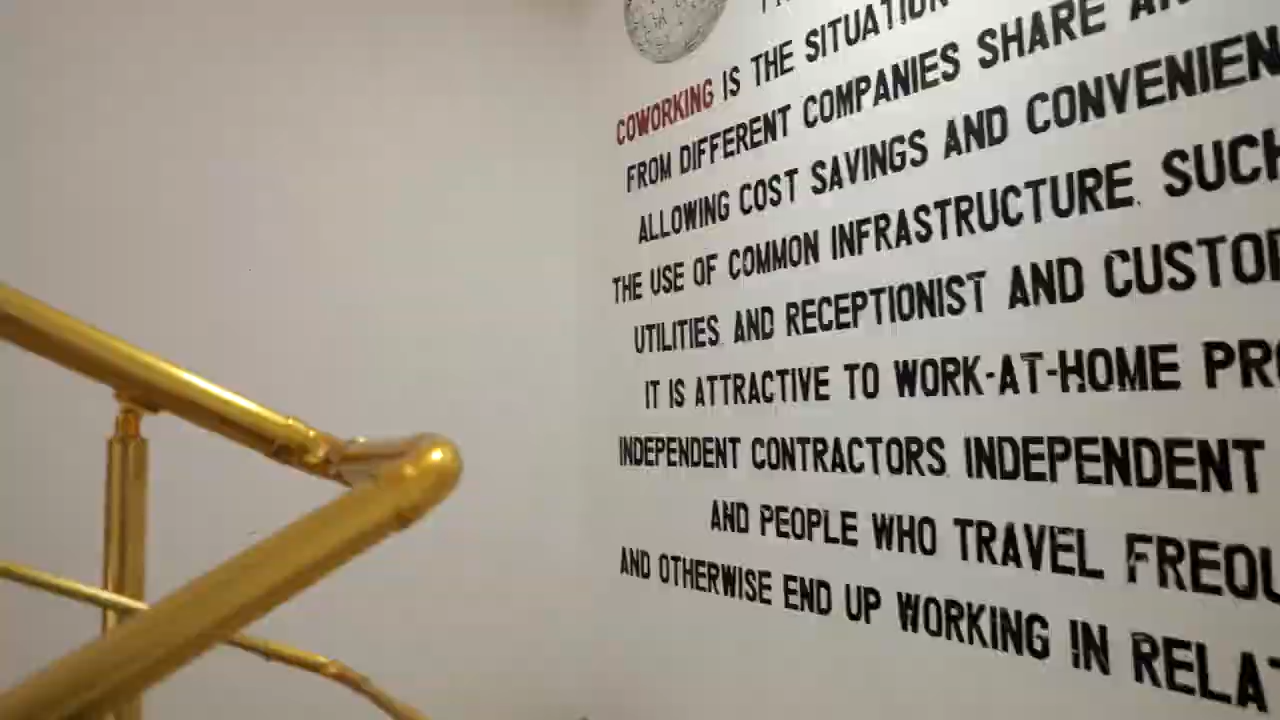 COWORKING IS THE SITUATION
FROM DIFFERENT COMPANIES SHARE
ALLOWING COST SAVINGS AND CONVENIEN
THE USE OF COMMON INFRASTRUCTURE, SUCH
UTILITIES AND RECEPTIONIST AND CUSTO
IT IS ATTRACTIVE TO WORK-AT-HOME PRO
INDEPENDENT CONTRACTORS INDEPENDENT
AND PEOPLE WHO TRAVEL FREQU
AND OTHERWISE END UP WORKING IN RELAT